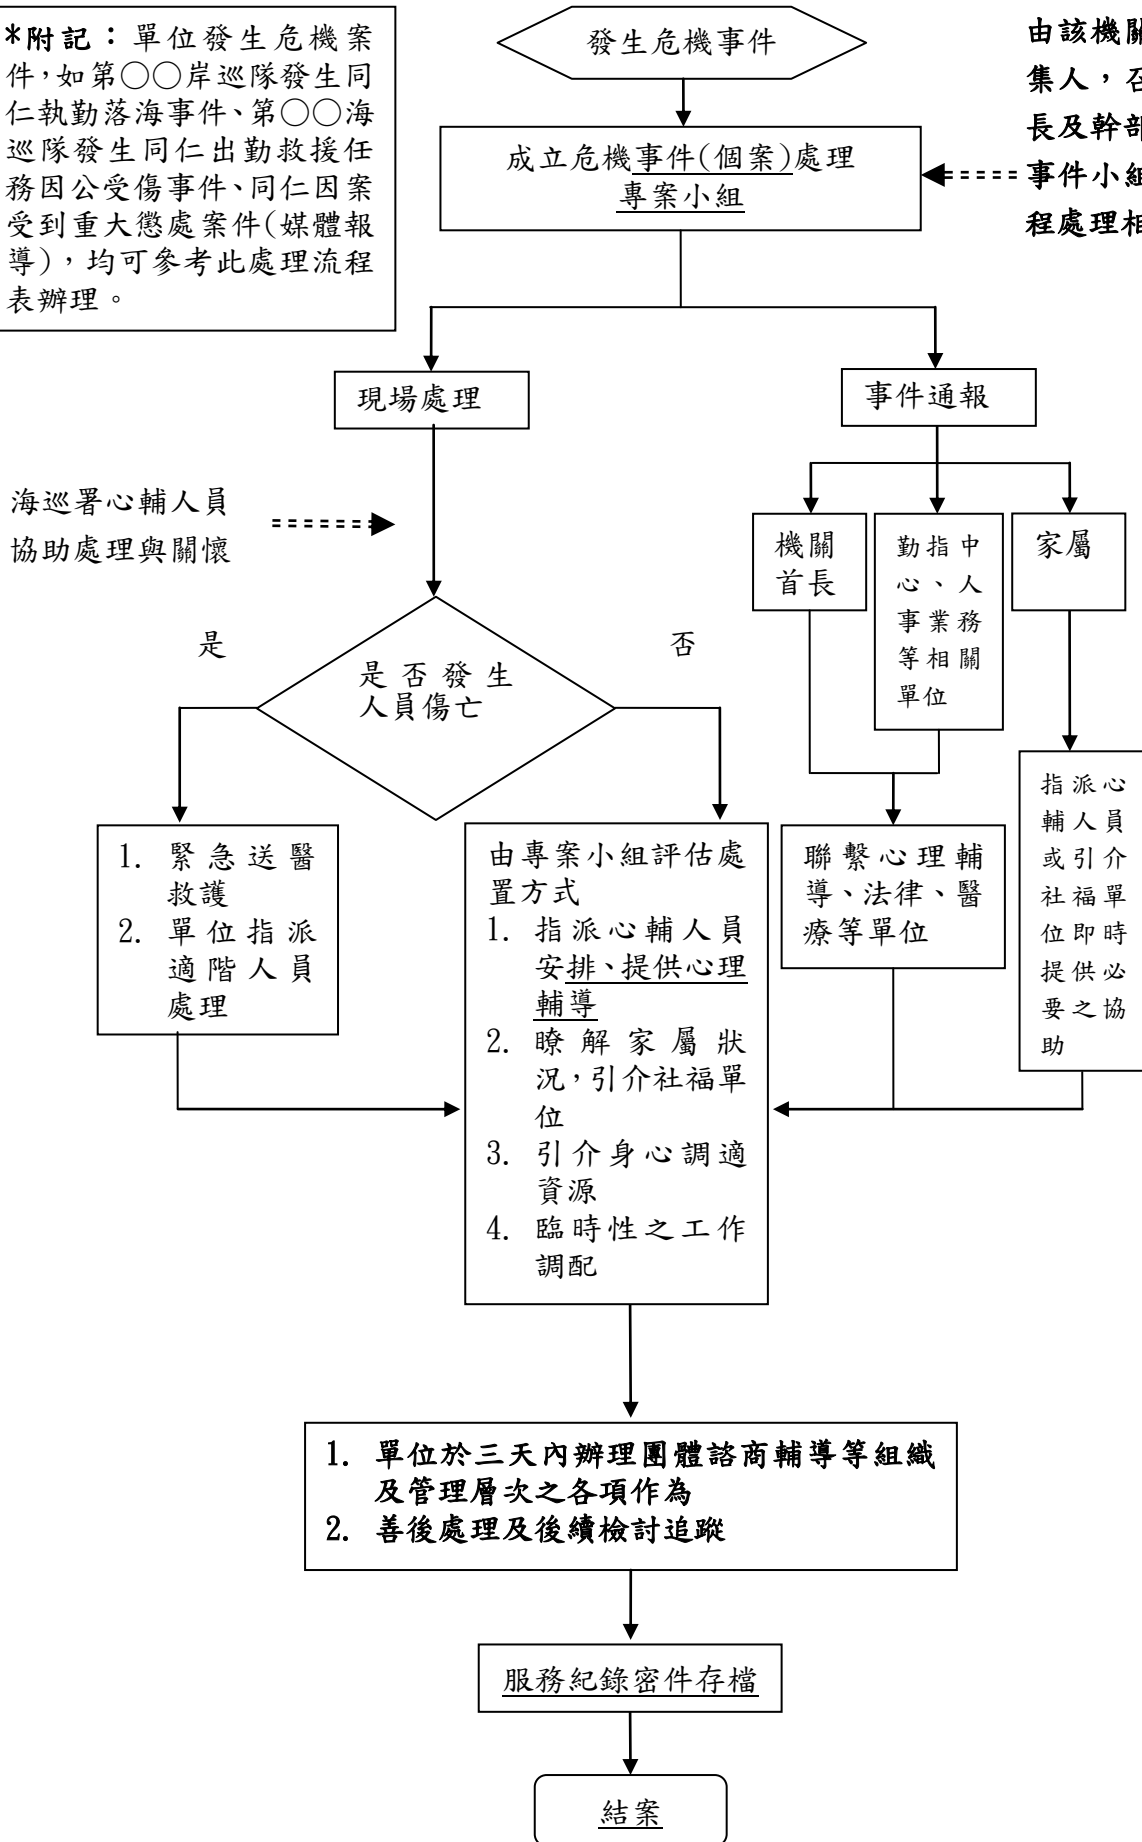 *附記：單位發生危機案
件，如第○○岸巡隊發生同
仁執勤落海事件、第○○海
巡隊發生同仁出勤救援任
務因公受傷事件、同仁因案
受到重大懲處案件(媒體報
導)，均可參考此處理流程
表辦理。
發生危機事件
成立危機事件(個案)處理
專案小組
由該機關
集人，召
長及幹部
事件小組
程處理相
現場處理
事件通報
海巡署心輔人員
協助處理與關懷
機關
首長
勤指中
心、人
事業務
等相關
單位
家屬
是
否
是否發生
人員傷亡
1. 緊急送醫
救護
2. 單位指派
適階人員
處理
由專案小組評估處
置方式
1. 指派心輔人員
安排、提供心理
輔導
2. 瞭解家屬狀
況，引介社福單
位
3. 引介身心調適
資源
4. 臨時性之工作
調配
聯繫心理輔
導、法律、醫
療等單位
指派心
輔人員
或引介
社福單
位即時
提供必
要之協
助
1. 單位於三天內辦理團體諮商輔導等組織
及管理層次之各項作為
2. 善後處理及後續檢討追蹤
服務紀錄密件存檔
結案